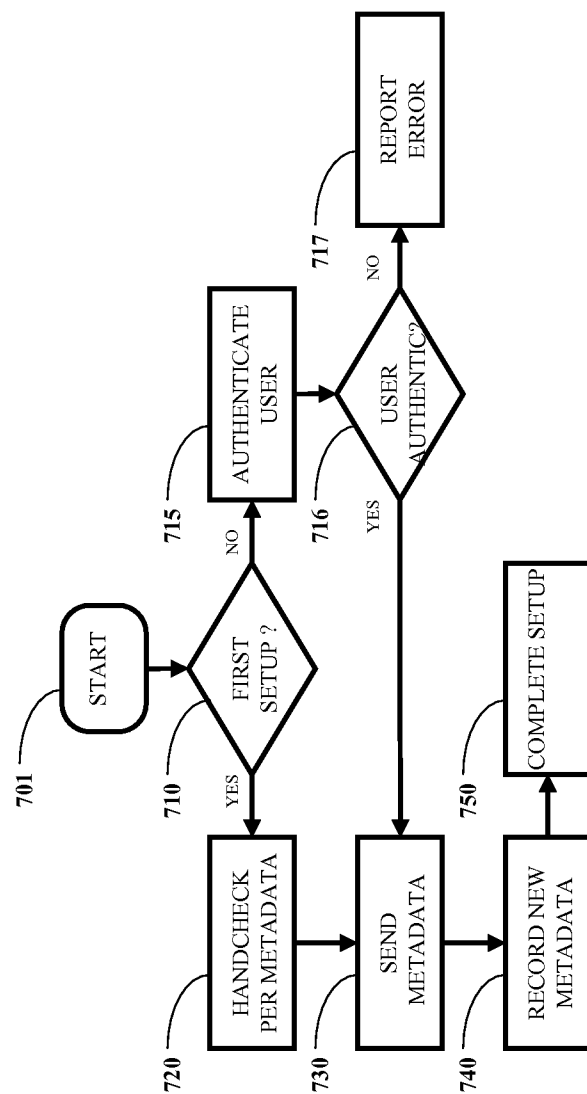 701
START
710
FIRST
SETUP ?
YES
NO
715
AUTHENTICATE
USER
720
HANDCHECK
PER METADATA
716
USER
AUTHENTIC?
YES
NO
717
REPORT
ERROR
730
SEND
METADATA
740
RECORD NEW
METADATA
750
COMPLETE SETUP